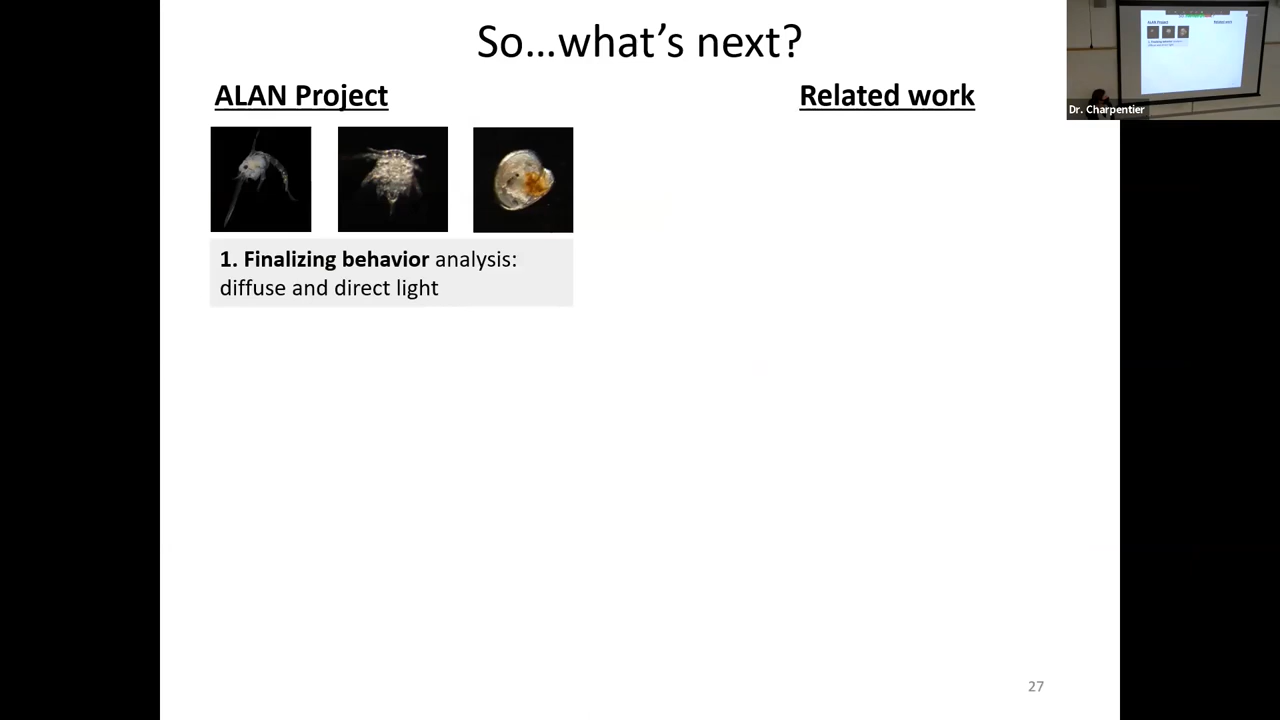 So...what's next?
ALAN Project
Related work
1. Finalizing behavior analysis:
diffuse and direct light
27
Dr. Charpentier